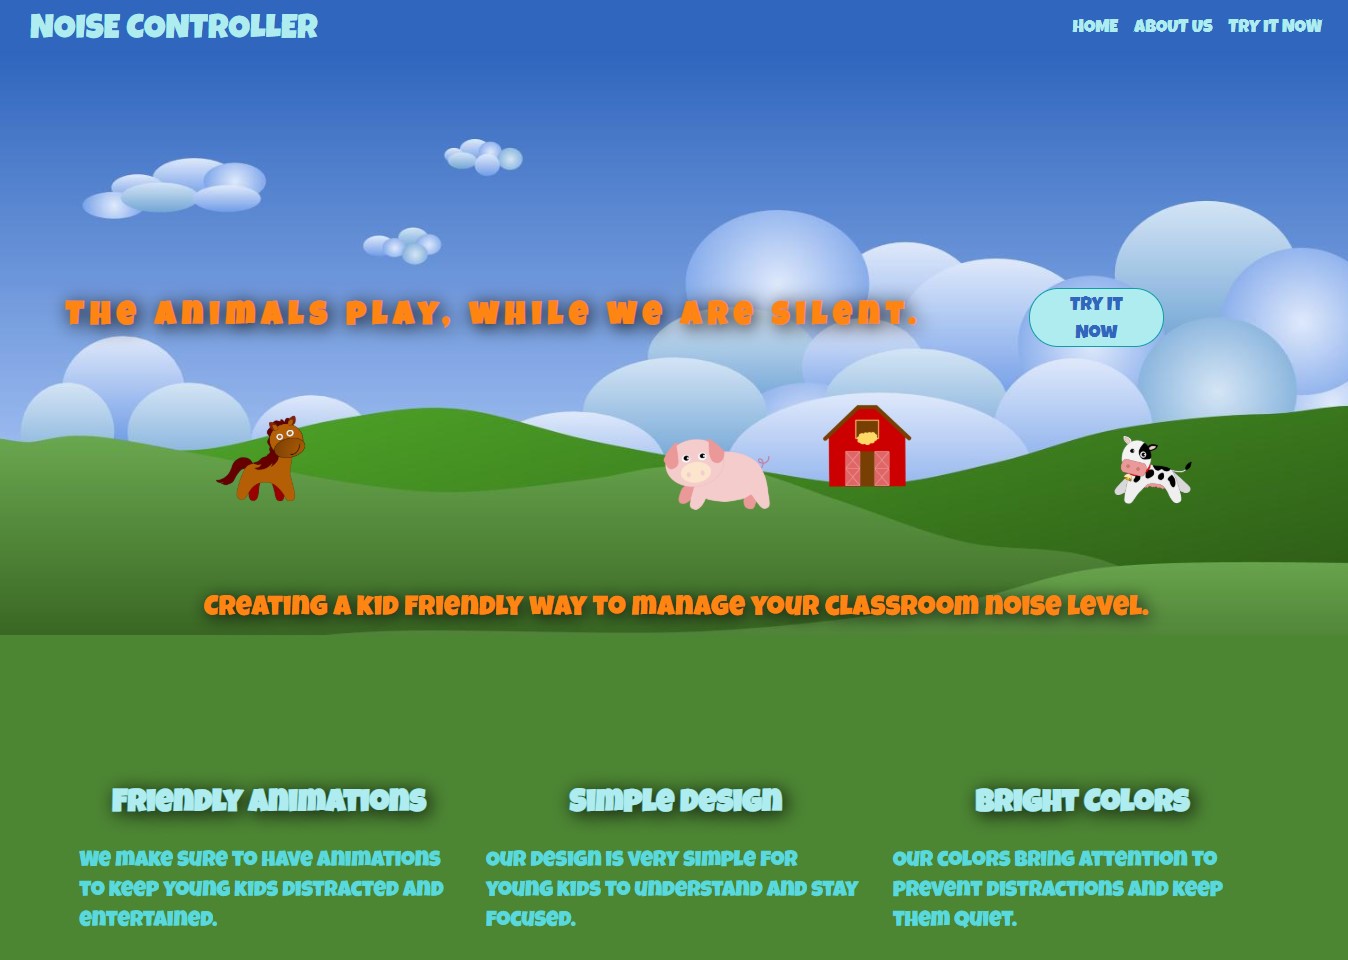 NOISE CONTROLLER
HOME ABOUT US TRY IT NOW
THE ANIMALS PLAY, WHILE WE ARE SILENT.
TRY IT
NOW
CREATING A KID FRIENDLY WAY TO MANAGE YOUR CLASSROOM NOISE LEVEL.
FRIENDLY ANIMATIONS
WE MAKE SURE TO HAVE ANIMATIONS
TO KEEP YOUNG KIDS DISTRACTED AND
ENTERTAINED.
SIMPLE DESIGN
OUR DESIGN IS VERY SIMPLE FOR
YOUNG KIDS TO UNDERSTAND AND STAY
FOCUSED.
BRIGHT COLORS
OUR COLORS BRING ATTENTION TO
PREVENT DISTRACTIONS AND KEEP
THEM QUIET.